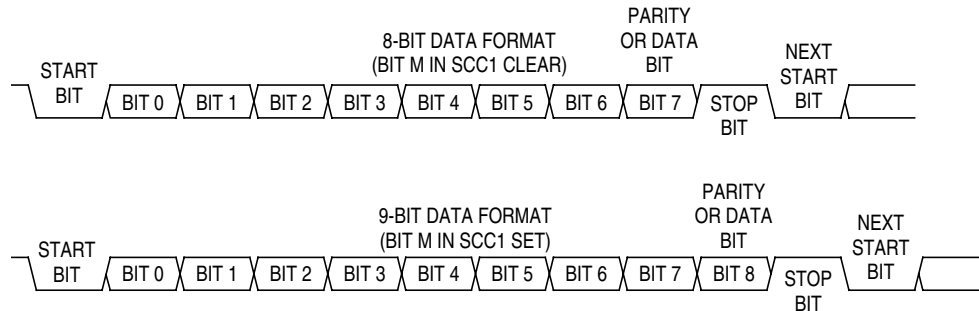 8-BIT DATA FORMAT
(BIT M IN SCC1 CLEAR)
PARITY
OR DATA
BIT
START
BIT
BIT 0 BIT 1 BIT 2 BIT 3 BIT 4 BIT 5 BIT 6 BIT 7
STOP
BIT
NEXT
START
BIT
9-BIT DATA FORMAT
(BIT M IN SCC1 SET)
PARITY
OR DATA
BIT
START
BIT
BIT 0 BIT 1 BIT 2 BIT 3 BIT 4 BIT 5 BIT 6 BIT 7 BIT 8
STOP
BIT
NEXT
START
BIT